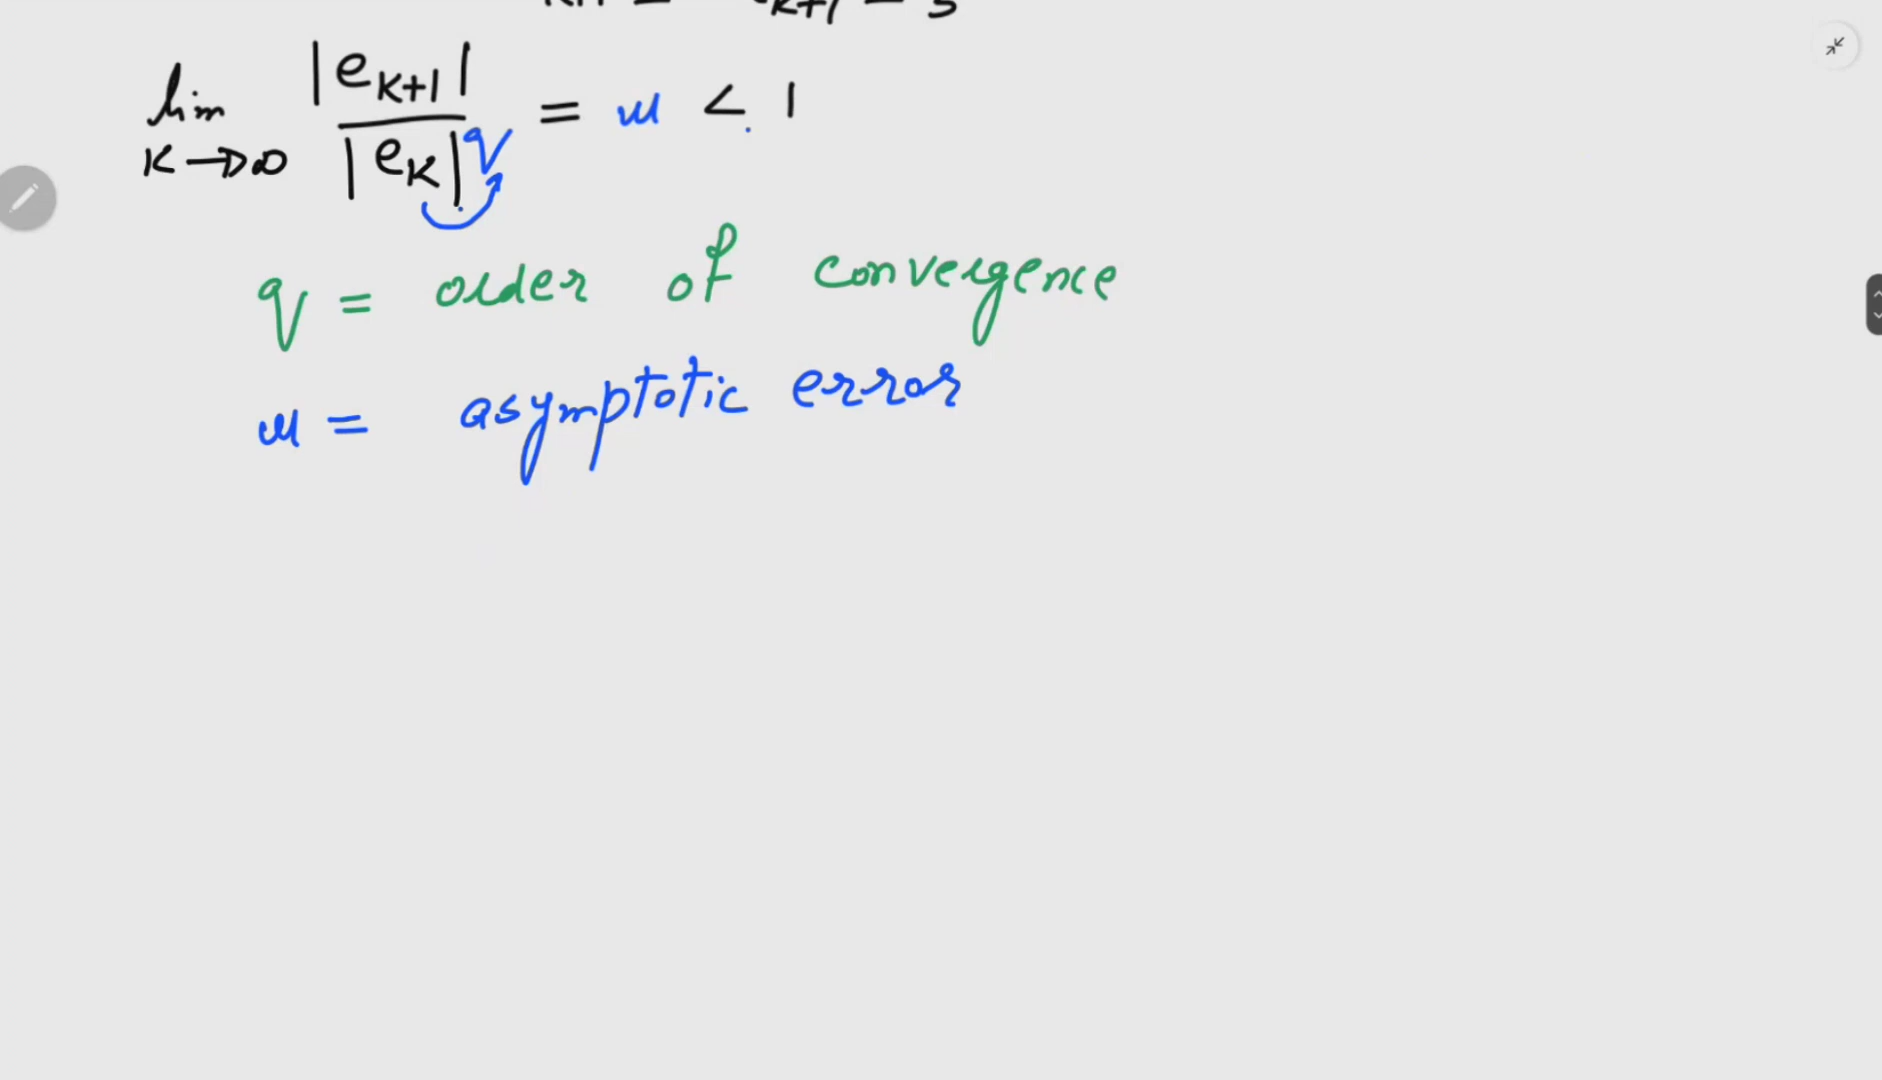 lim |e_{K+1}| / |e_K|^q = μ < 1
K→∞
q = order of convergence
μ = asymptotic error